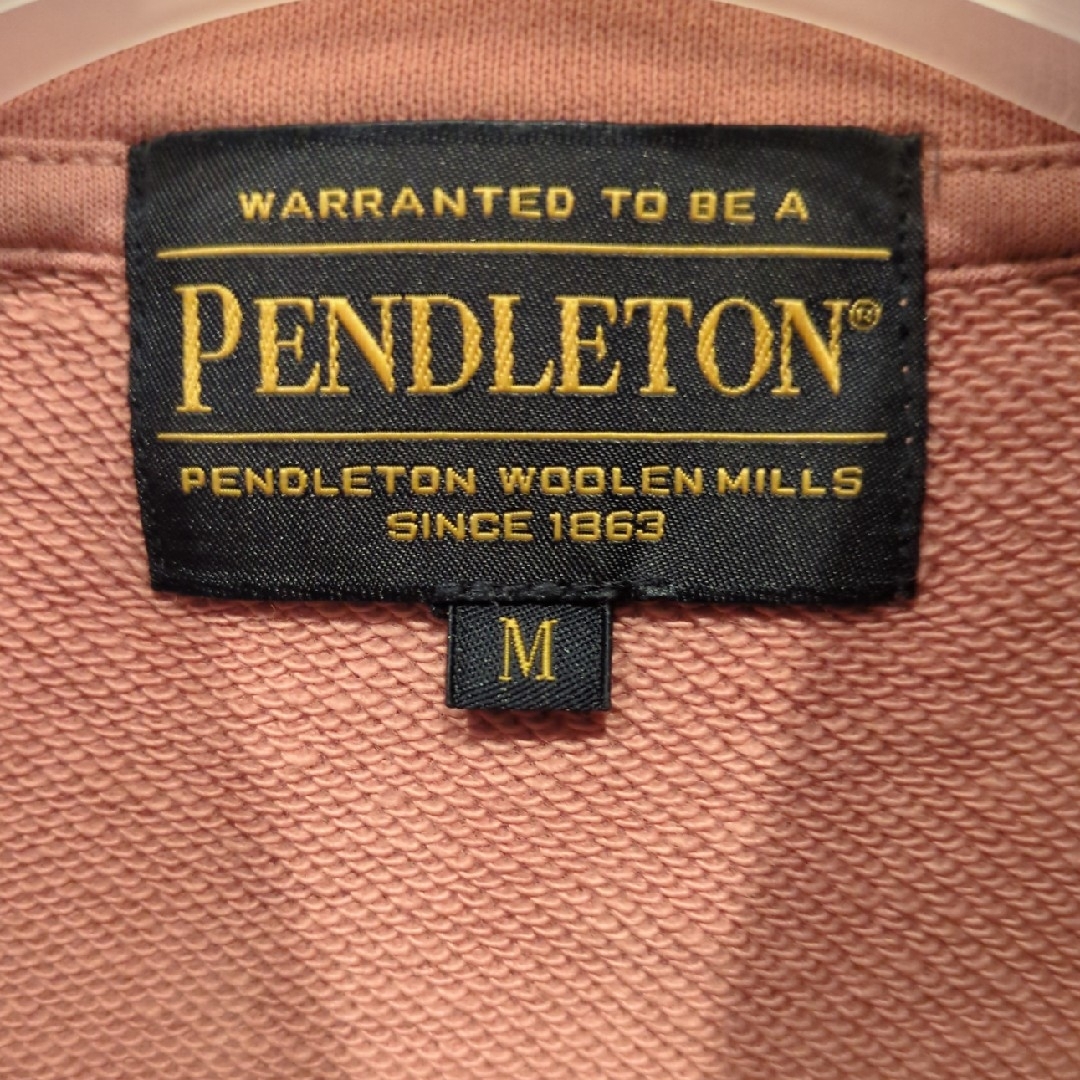 WARRANTED TO BE A
PENDLETON®
PENDLETON WOOLEN MILLS
SINCE 1863
M